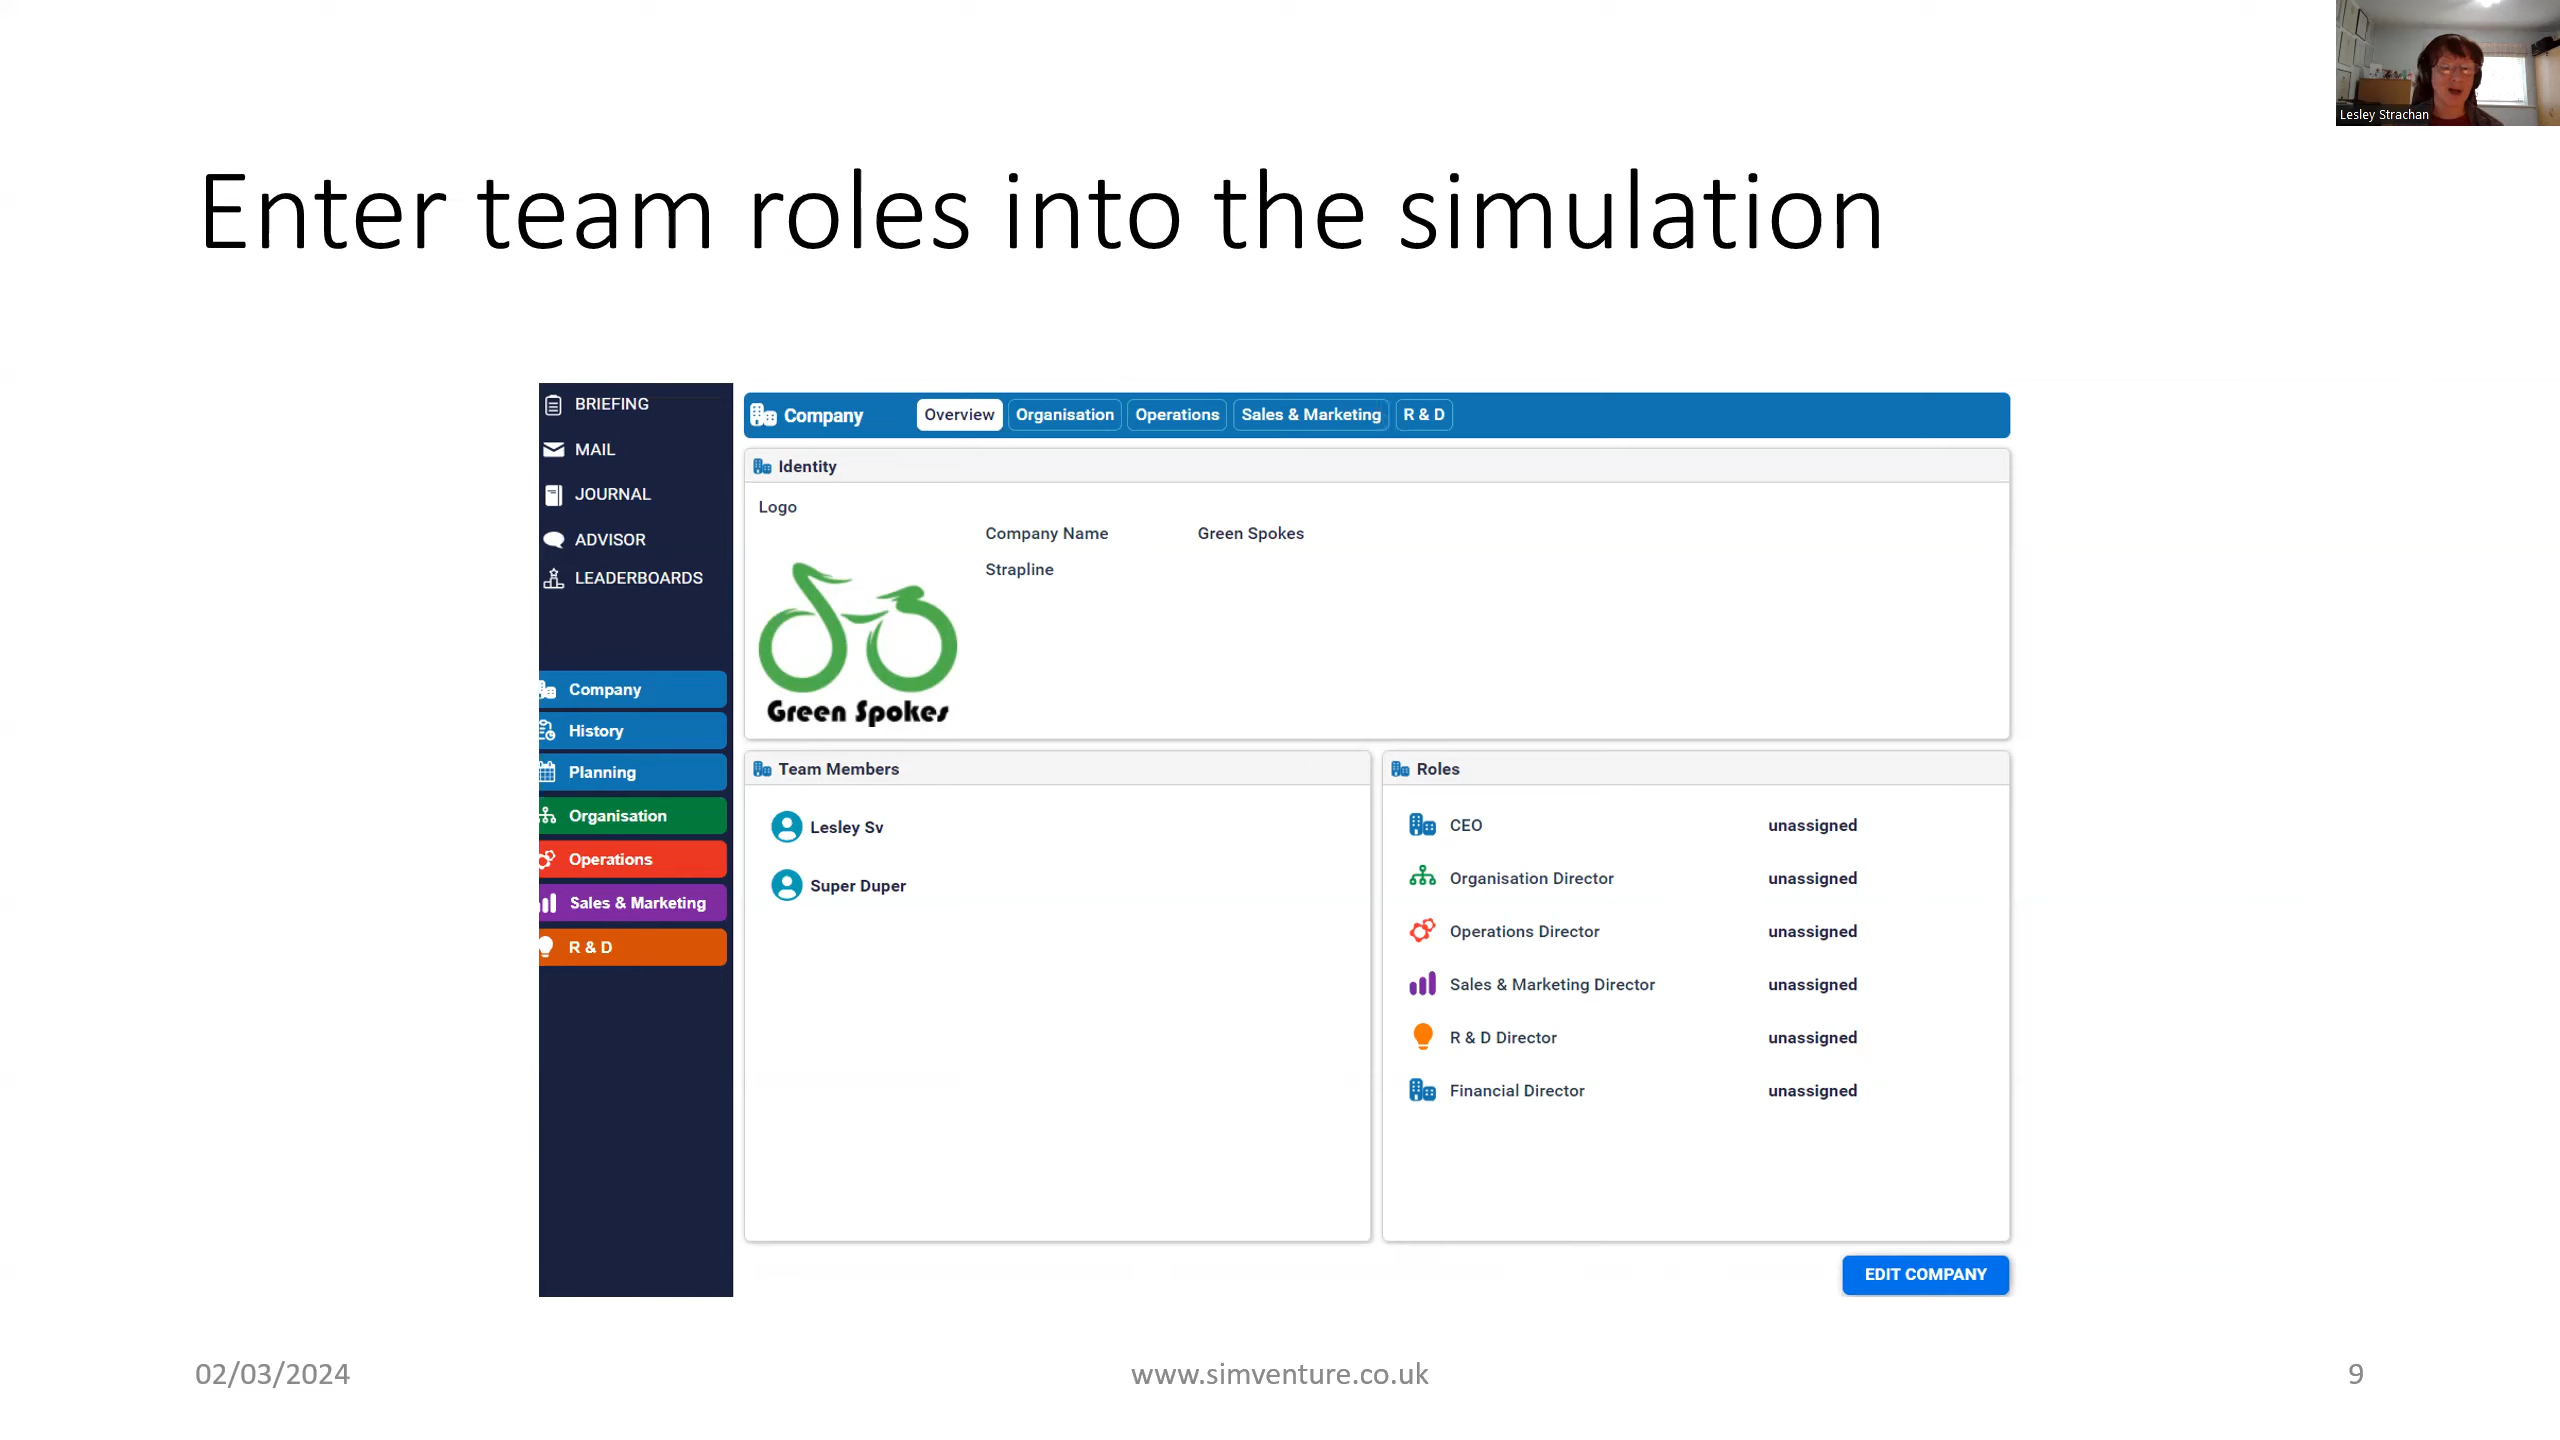 Lesley Strachan
Enter team roles into the simulation
BRIEFING
MAIL
JOURNAL
ADVISOR
LEADERBOARDS
Company
History
Planning
Organisation
Operations
Sales & Marketing
R & D
Company Overview Organisation Operations Sales & Marketing R & D
Identity
Logo
Company Name Green Spokes
Strapline
Green Spokes
Team Members
Lesley Sv
Super Duper
Roles
CEO unassigned
Organisation Director unassigned
Operations Director unassigned
Sales & Marketing Director unassigned
R & D Director unassigned
Financial Director unassigned
EDIT COMPANY
02/03/2024 www.simventure.co.uk 9